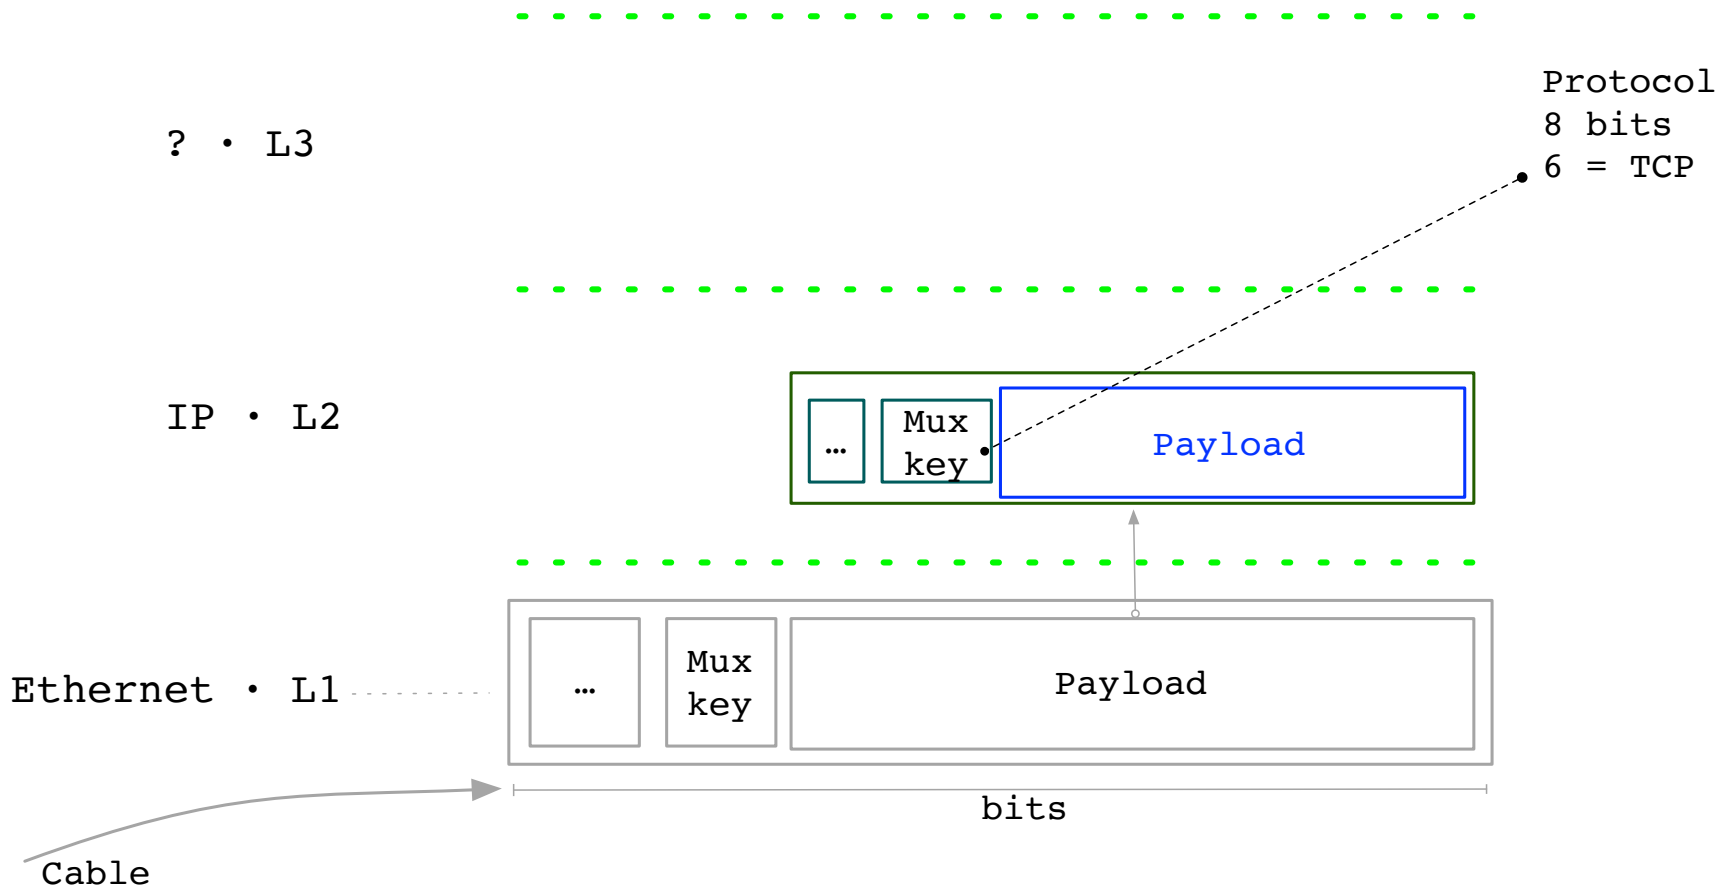 Protocol
8 bits
6 = TCP
? · L3
IP · L2
…
Mux
key
Payload
Ethernet · L1
…
Mux
key
Payload
bits
Cable